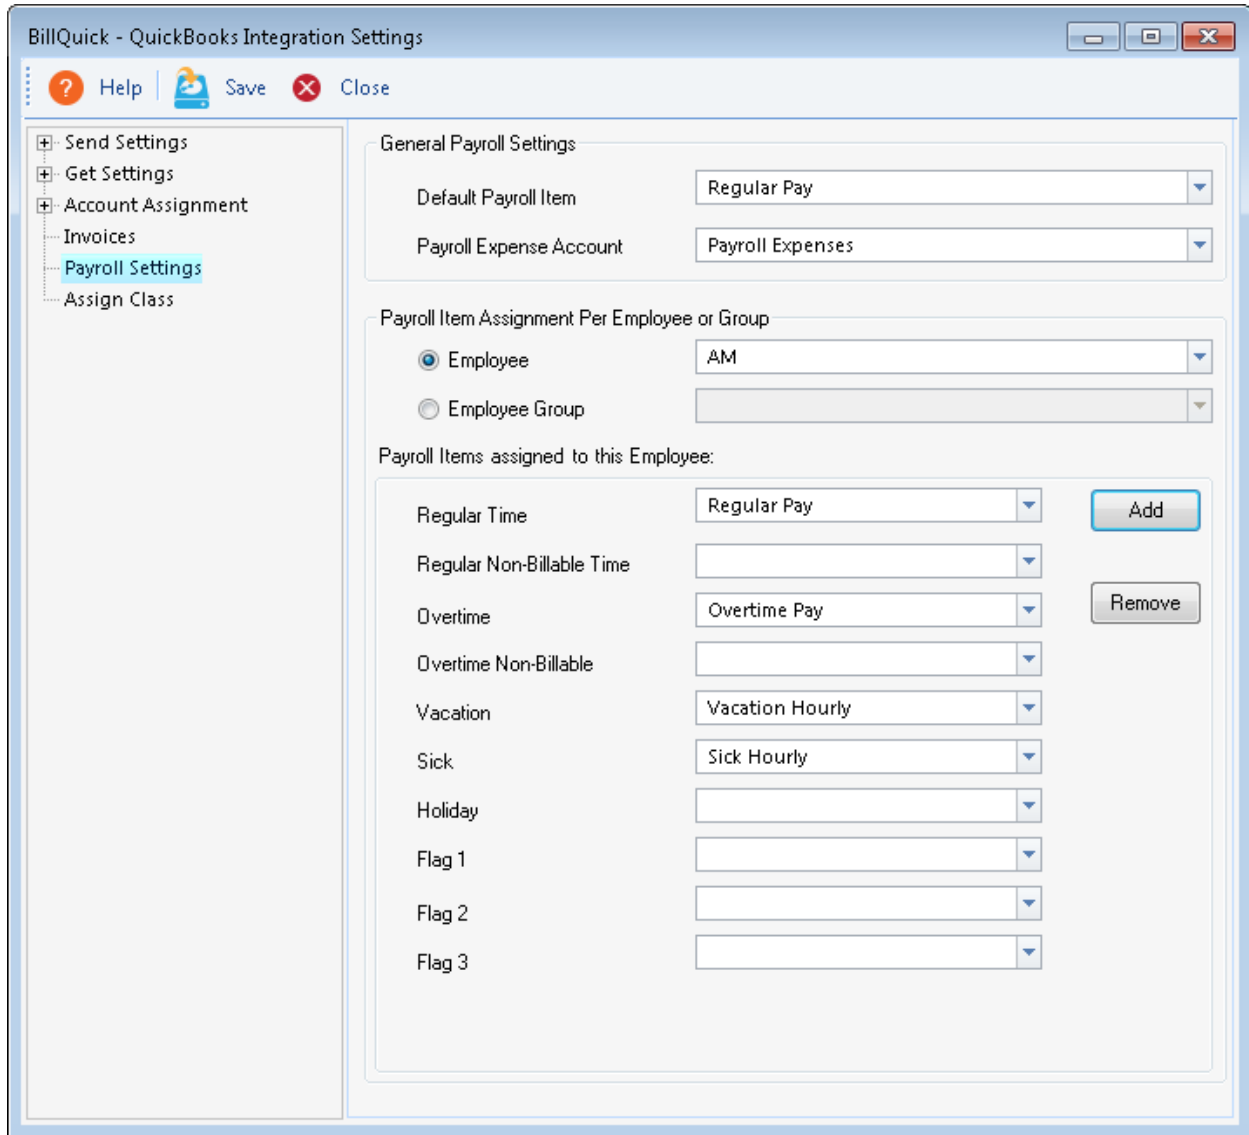 BillQuick - QuickBooks Integration Settings
? Help Save Close
Send Settings
Get Settings
Account Assignment
Invoices
Payroll Settings
Assign Class
General Payroll Settings
Default Payroll Item Regular Pay
Payroll Expense Account Payroll Expenses
Payroll Item Assignment Per Employee or Group
Employee AM
Employee Group
Payroll Items assigned to this Employee:
Regular Time Regular Pay Add
Regular Non-Billable Time
Overtime Overtime Pay Remove
Overtime Non-Billable
Vacation Vacation Hourly
Sick Sick Hourly
Holiday
Flag 1
Flag 2
Flag 3